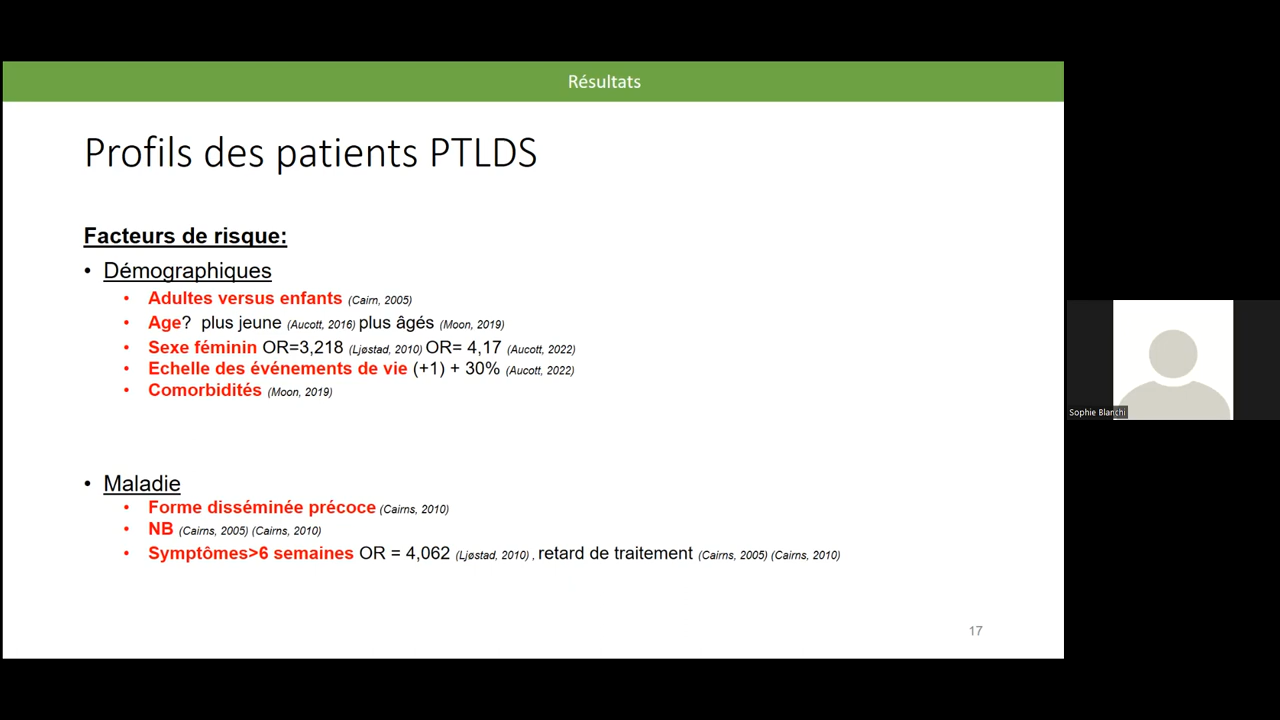 Résultats
Profils des patients PTLDS
Facteurs de risque:
• Démographiques
• Adultes versus enfants (Cairn, 2005)
• Age? plus jeune (Aucott, 2016) plus âgés (Moon, 2019)
• Sexe féminin OR=3,218 (Ljøstad, 2010) OR= 4,17 (Aucott, 2022)
• Echelle des événements de vie (+1) + 30% (Aucott, 2022)
• Comorbidités (Moon, 2019)
Sophie Blanchi
• Maladie
• Forme disséminée précoce (Cairns, 2010)
• NB (Cairns, 2005) (Cairns, 2010)
• Symptômes>6 semaines OR = 4,062 (Ljøstad, 2010) , retard de traitement (Cairns, 2005) (Cairns, 2010)
17